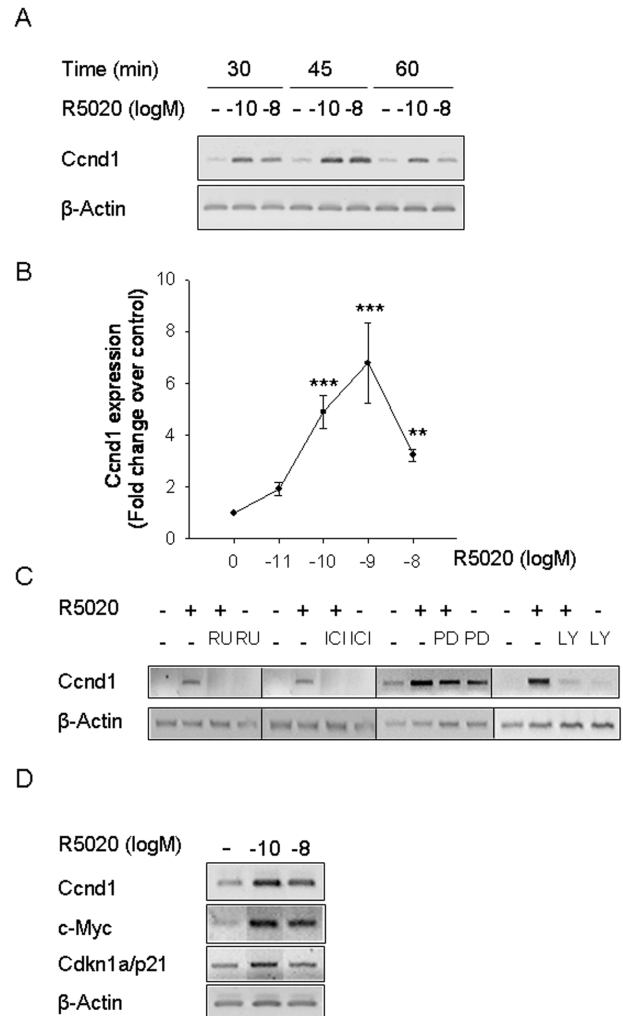 A
Time (min) 30 45 60
R5020 (logM) - -10 -8 - -10 -8 - -10 -8
Ccnd1
β-Actin
B
Ccnd1 expression
(Fold change over control)
10
8
6
4
2
0
***
***
**
0 -11 -10 -9 -8 R5020 (logM)
C
R5020 - + + - - + + - - + + - - + + -
- - RU RU - - ICI ICI - - PD PD - - LY LY
Ccnd1
β-Actin
D
R5020 (logM) - -10 -8
Ccnd1
c-Myc
Cdkn1a/p21
β-Actin